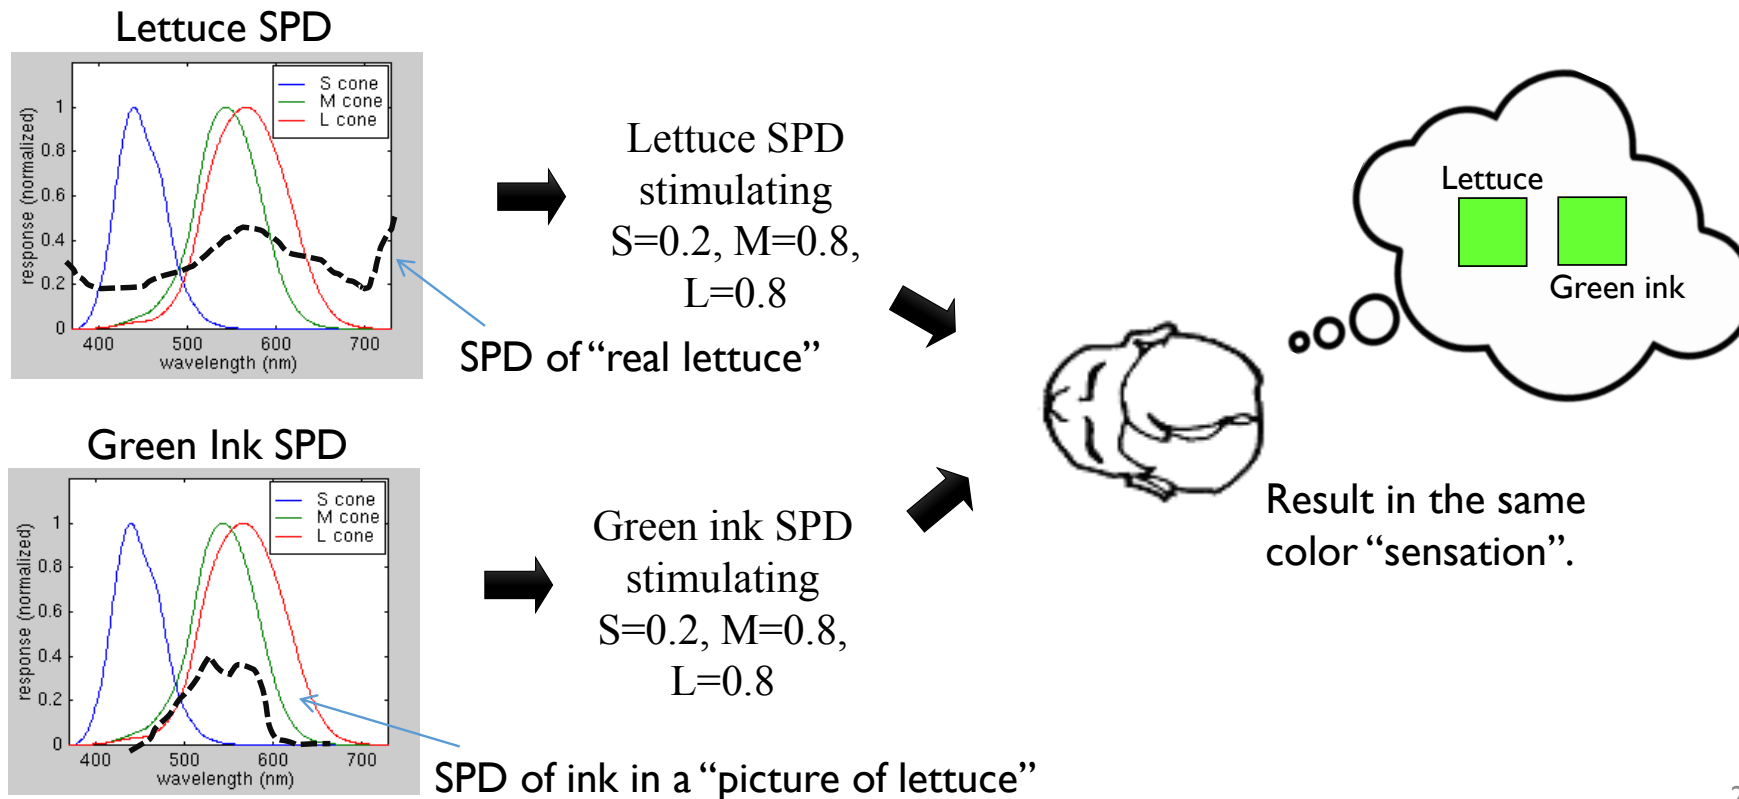 Lettuce SPD
S cone
M cone
L cone
response (normalized)
1
0.8
0.6
0.4
0.2
0
400 500 600 700
wavelength (nm)
Lettuce SPD
stimulating
S=0.2, M=0.8,
L=0.8
SPD of “real lettuce”
Green Ink SPD
S cone
M cone
L cone
response (normalized)
1
0.8
0.6
0.4
0.2
0
400 500 600 700
wavelength (nm)
Green ink SPD
stimulating
S=0.2, M=0.8,
L=0.8
SPD of ink in a “picture of lettuce”
Lettuce
Green ink
Result in the same
color “sensation”.